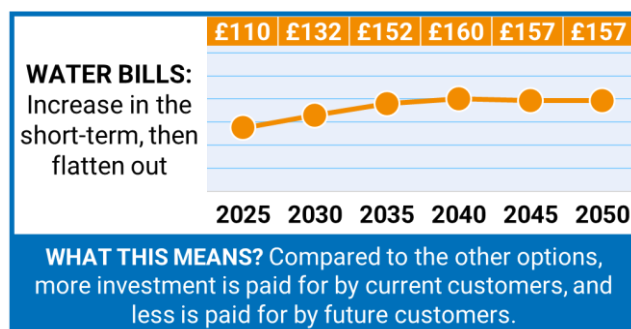 £110 £132 £152 £160 £157 £157
WATER BILLS:
Increase in the
short-term, then
flatten out
2025 2030 2035 2040 2045 2050
WHAT THIS MEANS? Compared to the other options,
more investment is paid for by current customers, and
less is paid for by future customers.